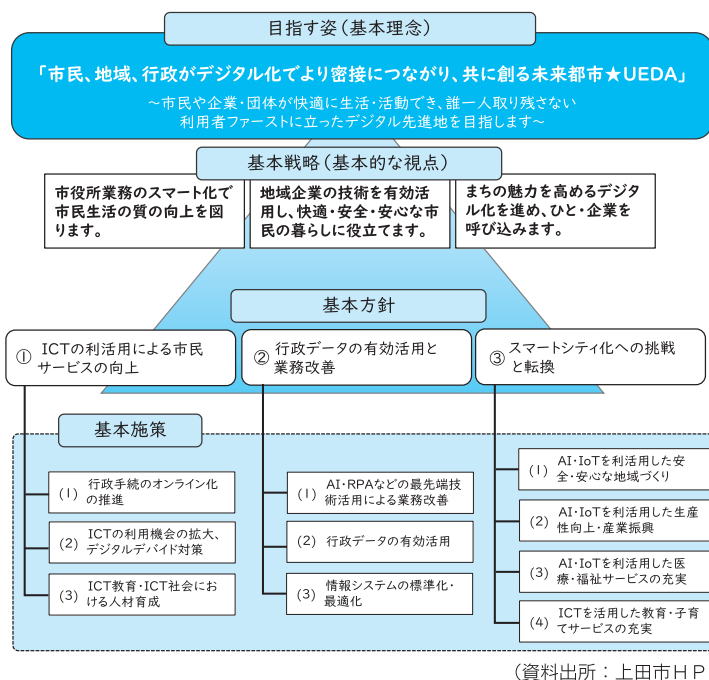 目指す姿（基本理念）
「市民、地域、行政がデジタル化でより密接につながり、共に創る未来都市★UEDA」
～市民や企業・団体が快適に生活・活動でき、誰一人取り残さない
利用者ファーストに立ったデジタル先進地を目指します～
基本戦略（基本的な視点）
市役所業務のスマート化で
市民生活の質の向上を図
ります。
地域企業の技術を有効活
用し、快適・安全・安心な市
民の暮らしに役立てます。
まちの魅力を高めるデジタ
ル化を進め、ひと・企業を
呼び込みます。
基本方針
① ICTの利活用による市民
サービスの向上
② 行政データの有効活用と
業務改善
③ スマートシティ化への挑戦
と転換
基本施策
(1) 行政手続のオンライン化
の推進
(2) ICTの利用機会の拡大、
デジタルデバイド対策
(3) ICT教育・ICT社会にお
ける人材育成
(1) AI・RPAなどの最先端技
術活用による業務改善
(2) 行政データの有効活用
(3) 情報システムの標準化・
最適化
(1) AI・IoTを利活用した安
全・安心な地域づくり
(2) AI・IoTを利活用した生産
性向上・産業振興
(3) AI・IoTを利活用した医
療・福祉サービスの充実
(4) ICTを活用した教育・子育
てサービスの充実
（資料出所：上田市ＨＰ